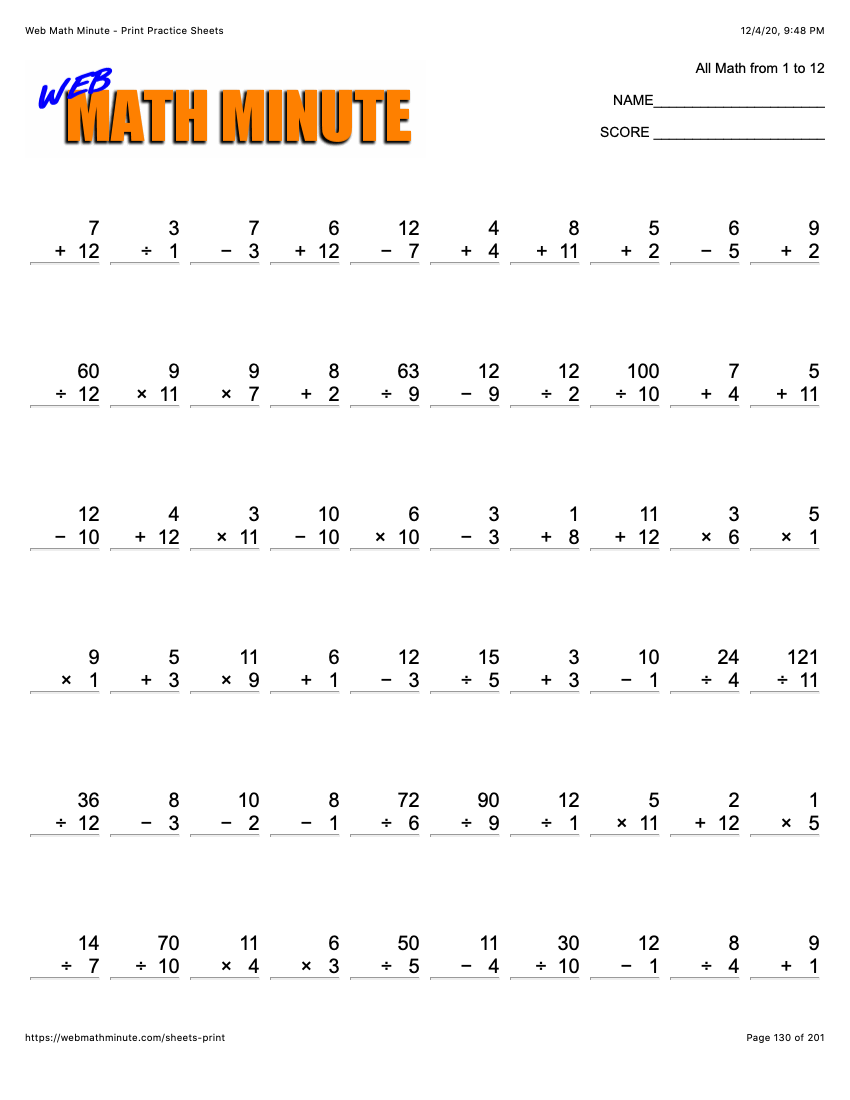 Web Math Minute - Print Practice Sheets 12/4/20, 9:48 PM
WEB
MATH MINUTE
All Math from 1 to 12
NAME______________________
SCORE ______________________
7 3 7 6 12 4 8 5 6 9
+ 12 ÷ 1 − 3 + 12 − 7 + 4 + 11 + 2 − 5 + 2
60 9 9 8 63 12 12 100 7 5
÷ 12 × 11 × 7 + 2 ÷ 9 − 9 ÷ 2 ÷ 10 + 4 + 11
12 4 3 10 6 3 1 11 3 5
− 10 + 12 × 11 − 10 × 10 − 3 + 8 + 12 × 6 × 1
9 5 11 6 12 15 3 10 24 121
× 1 + 3 × 9 + 1 − 3 ÷ 5 + 3 − 1 ÷ 4 ÷ 11
36 8 10 8 72 90 12 5 2 1
÷ 12 − 3 − 2 − 1 ÷ 6 ÷ 9 ÷ 1 × 11 + 12 × 5
14 70 11 6 50 11 30 12 8 9
÷ 7 ÷ 10 × 4 × 3 ÷ 5 − 4 ÷ 10 − 1 ÷ 4 + 1
https://webmathminute.com/sheets-print Page 130 of 201